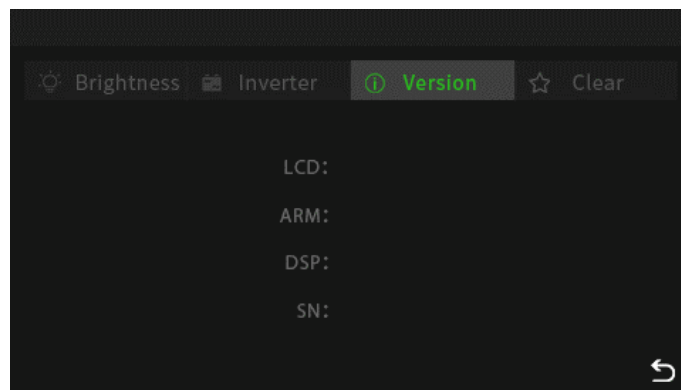 Brightness Inverter Version Clear
LCD:
ARM:
DSP:
SN: